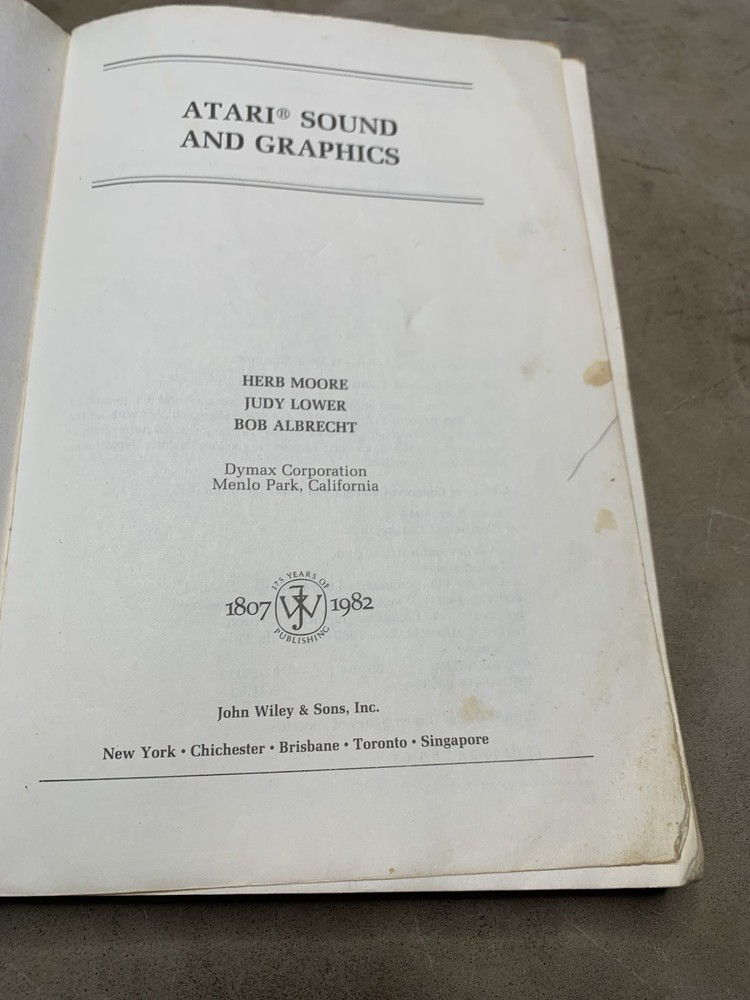 ATARI® SOUND
AND GRAPHICS
HERB MOORE
JUDY LOWER
BOB ALBRECHT
Dymax Corporation
Menlo Park, California
175 YEARS OF
1807 JW 1982
PUBLISHING
John Wiley & Sons, Inc.
New York • Chichester • Brisbane • Toronto • Singapore